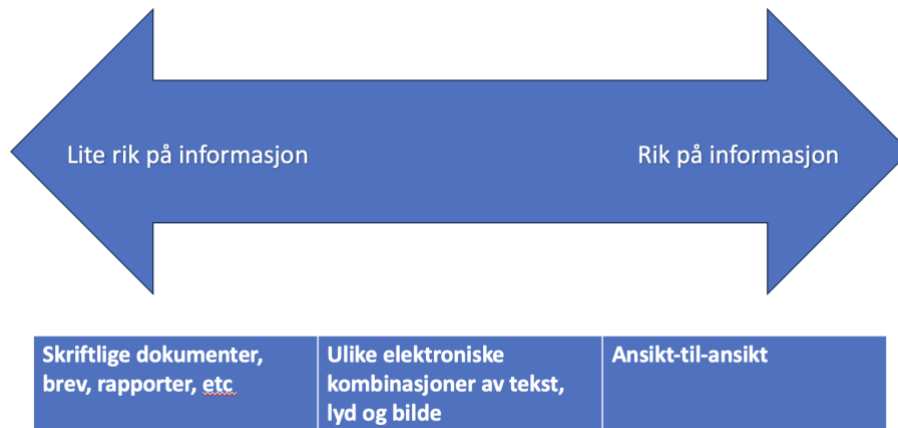 Lite rik på informasjon
Rik på informasjon
Skriftlige dokumenter,
brev, rapporter, etc
Ulike elektroniske
kombinasjoner av tekst,
lyd og bilde
Ansikt-til-ansikt